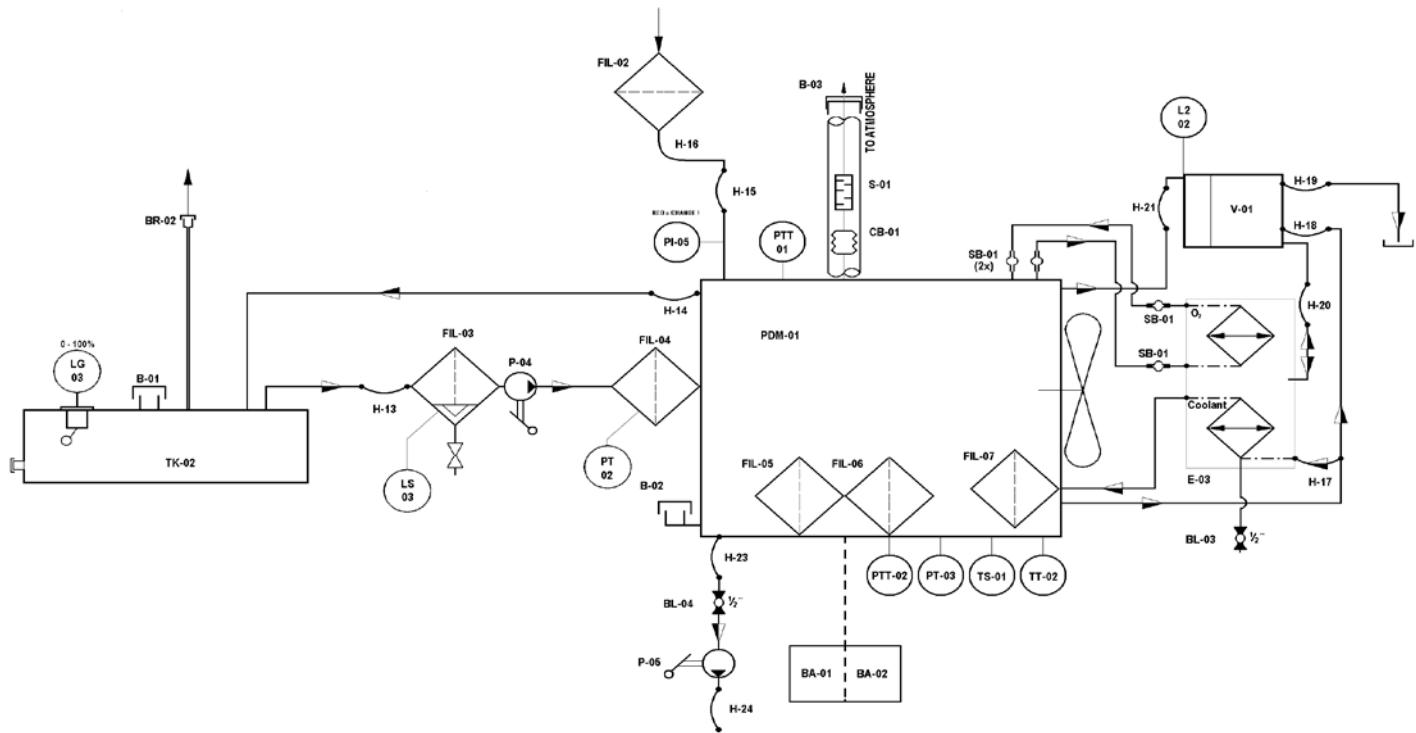 FIL-02
H-16
H-15
B-03
TO ATMOSPHERE
S-01
CB-01
L2
02
H-21
V-01
H-19
H-18
H-20
BR-02
PI-05
PTT
01
SB-01
(2x)
SB-01
O₂
SB-01
Coolant
E-03
H-17
BL-03
½"
H-14
0 - 100%
LG
03
B-01
TK-02
H-13
FIL-03
LS
03
P-04
FIL-04
PT
02
PDM-01
B-02
FIL-05
FIL-06
FIL-07
PTT-02
PT-03
TS-01
TT-02
H-23
BL-04
½"
P-05
H-24
BA-01
BA-02